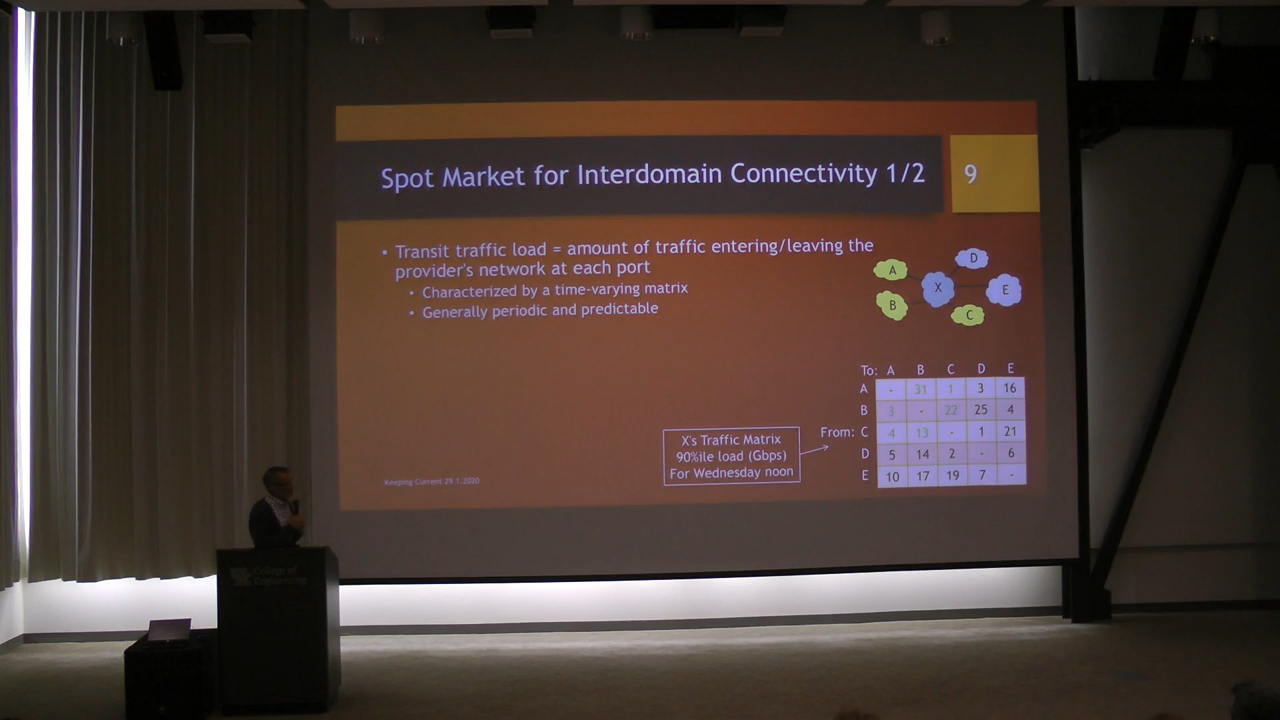 Spot Market for Interdomain Connectivity 1/2
9
• Transit traffic load = amount of traffic entering/leaving the
provider's network at each port
• Characterized by a time-varying matrix
• Generally periodic and predictable
A
B
X
D
E
C
To: A B C D E
A - 31 1 3 16
B 3 - 22 25 4
From: C 4 13 - 1 21
D 5 14 2 - 6
E 10 17 19 7 -
X's Traffic Matrix
90%ile load (Gbps)
For Wednesday noon
Keeping Current 29.1.2020
College of
Engineering